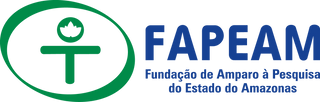 FAPEAM
Fundação de Amparo à Pesquisa
do Estado do Amazonas